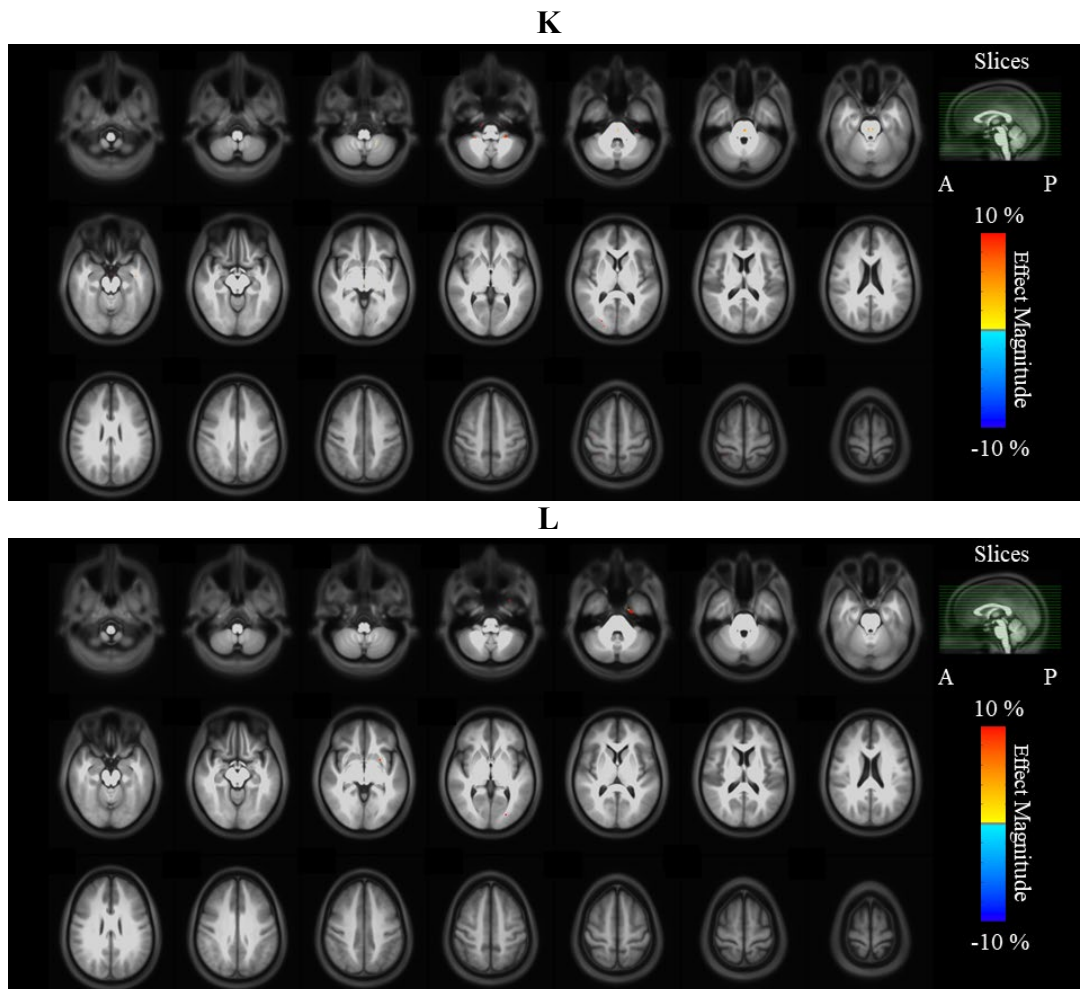 K
Slices
A P
10 %
Effect Magnitude
-10 %
L
Slices
A P
10 %
Effect Magnitude
-10 %